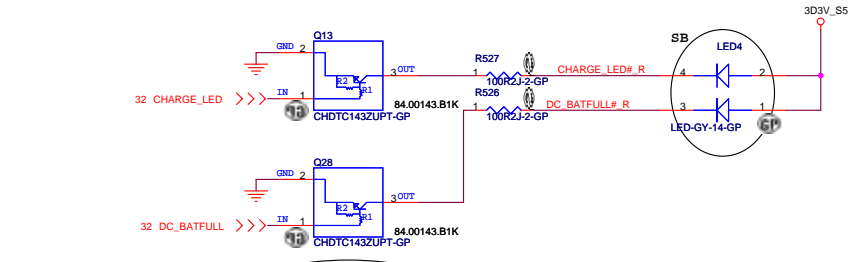 3D3V_S5
Q13
GND 2
3 OUT
R2
R1
IN 1
32 CHARGE_LED
84.00143.B1K
CHDTC143ZUPT-GP
R527
1
CHARGE_LED#_R
100R2J-2-GP
R526
1
DC_BATFULL#_R
100R2J-2-GP
SB
LED4
4
2
3
1
LED-GY-14-GP
GP
Q28
GND 2
3 OUT
R2
R1
IN 1
32 DC_BATFULL
84.00143.B1K
CHDTC143ZUPT-GP